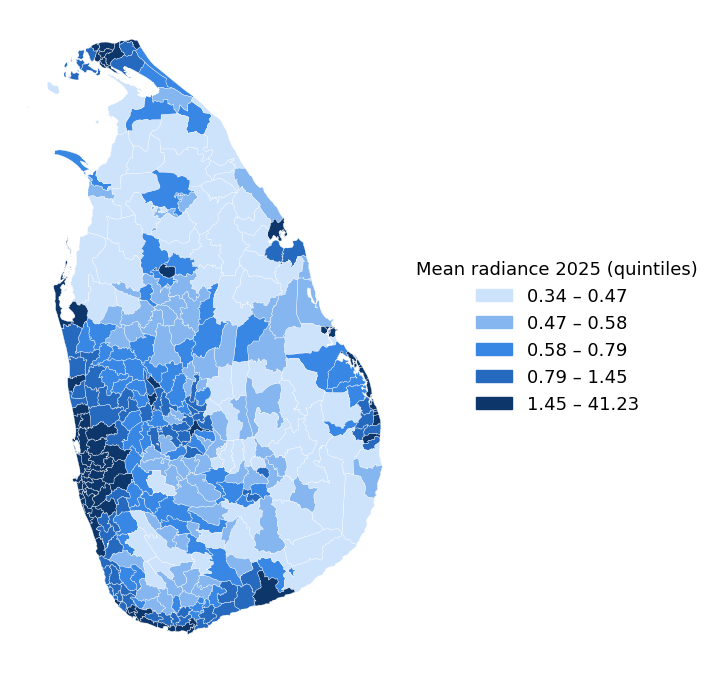 Mean radiance 2025 (quintiles)
0.34 – 0.47
0.47 – 0.58
0.58 – 0.79
0.79 – 1.45
1.45 – 41.23